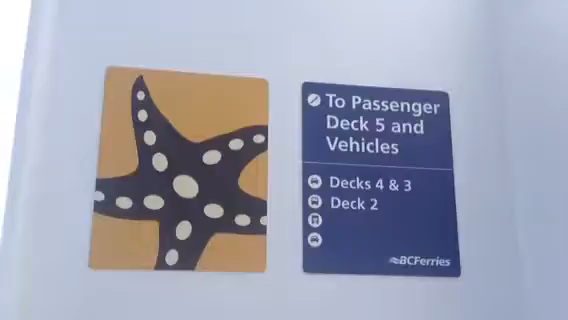 To Passenger
Deck 5 and
Vehicles
Decks 4 & 3
Deck 2
BCFerries